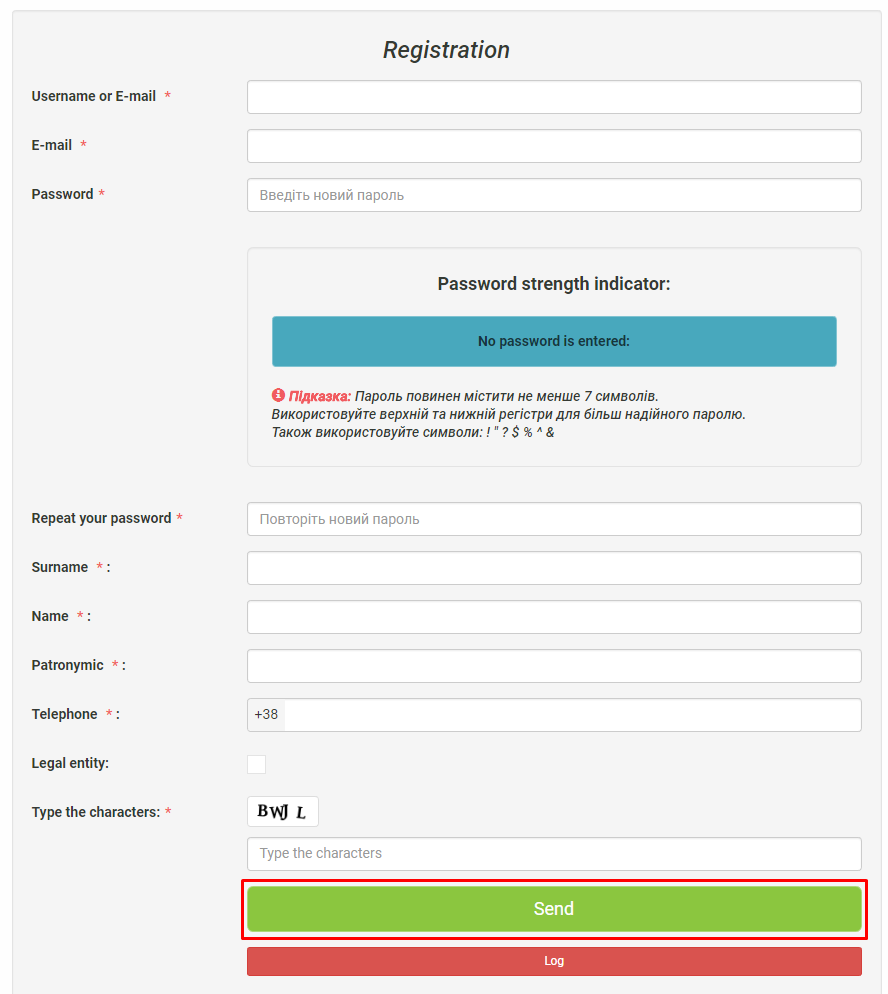 Registration
Username or E-mail *
E-mail *
Password *
Введіть новий пароль
Password strength indicator:
No password is entered:
Підказка: Пароль повинен містити не менше 7 символів.
Використовуйте верхній та нижній регістри для більш надійного паролю.
Також використовуйте символи: ! " ? $ % ^ &
Repeat your password *
Повторіть новий пароль
Surname * :
Name * :
Patronymic * :
Telephone * :
+38
Legal entity:
Type the characters: *
BWJ L
Type the characters
Send
Log